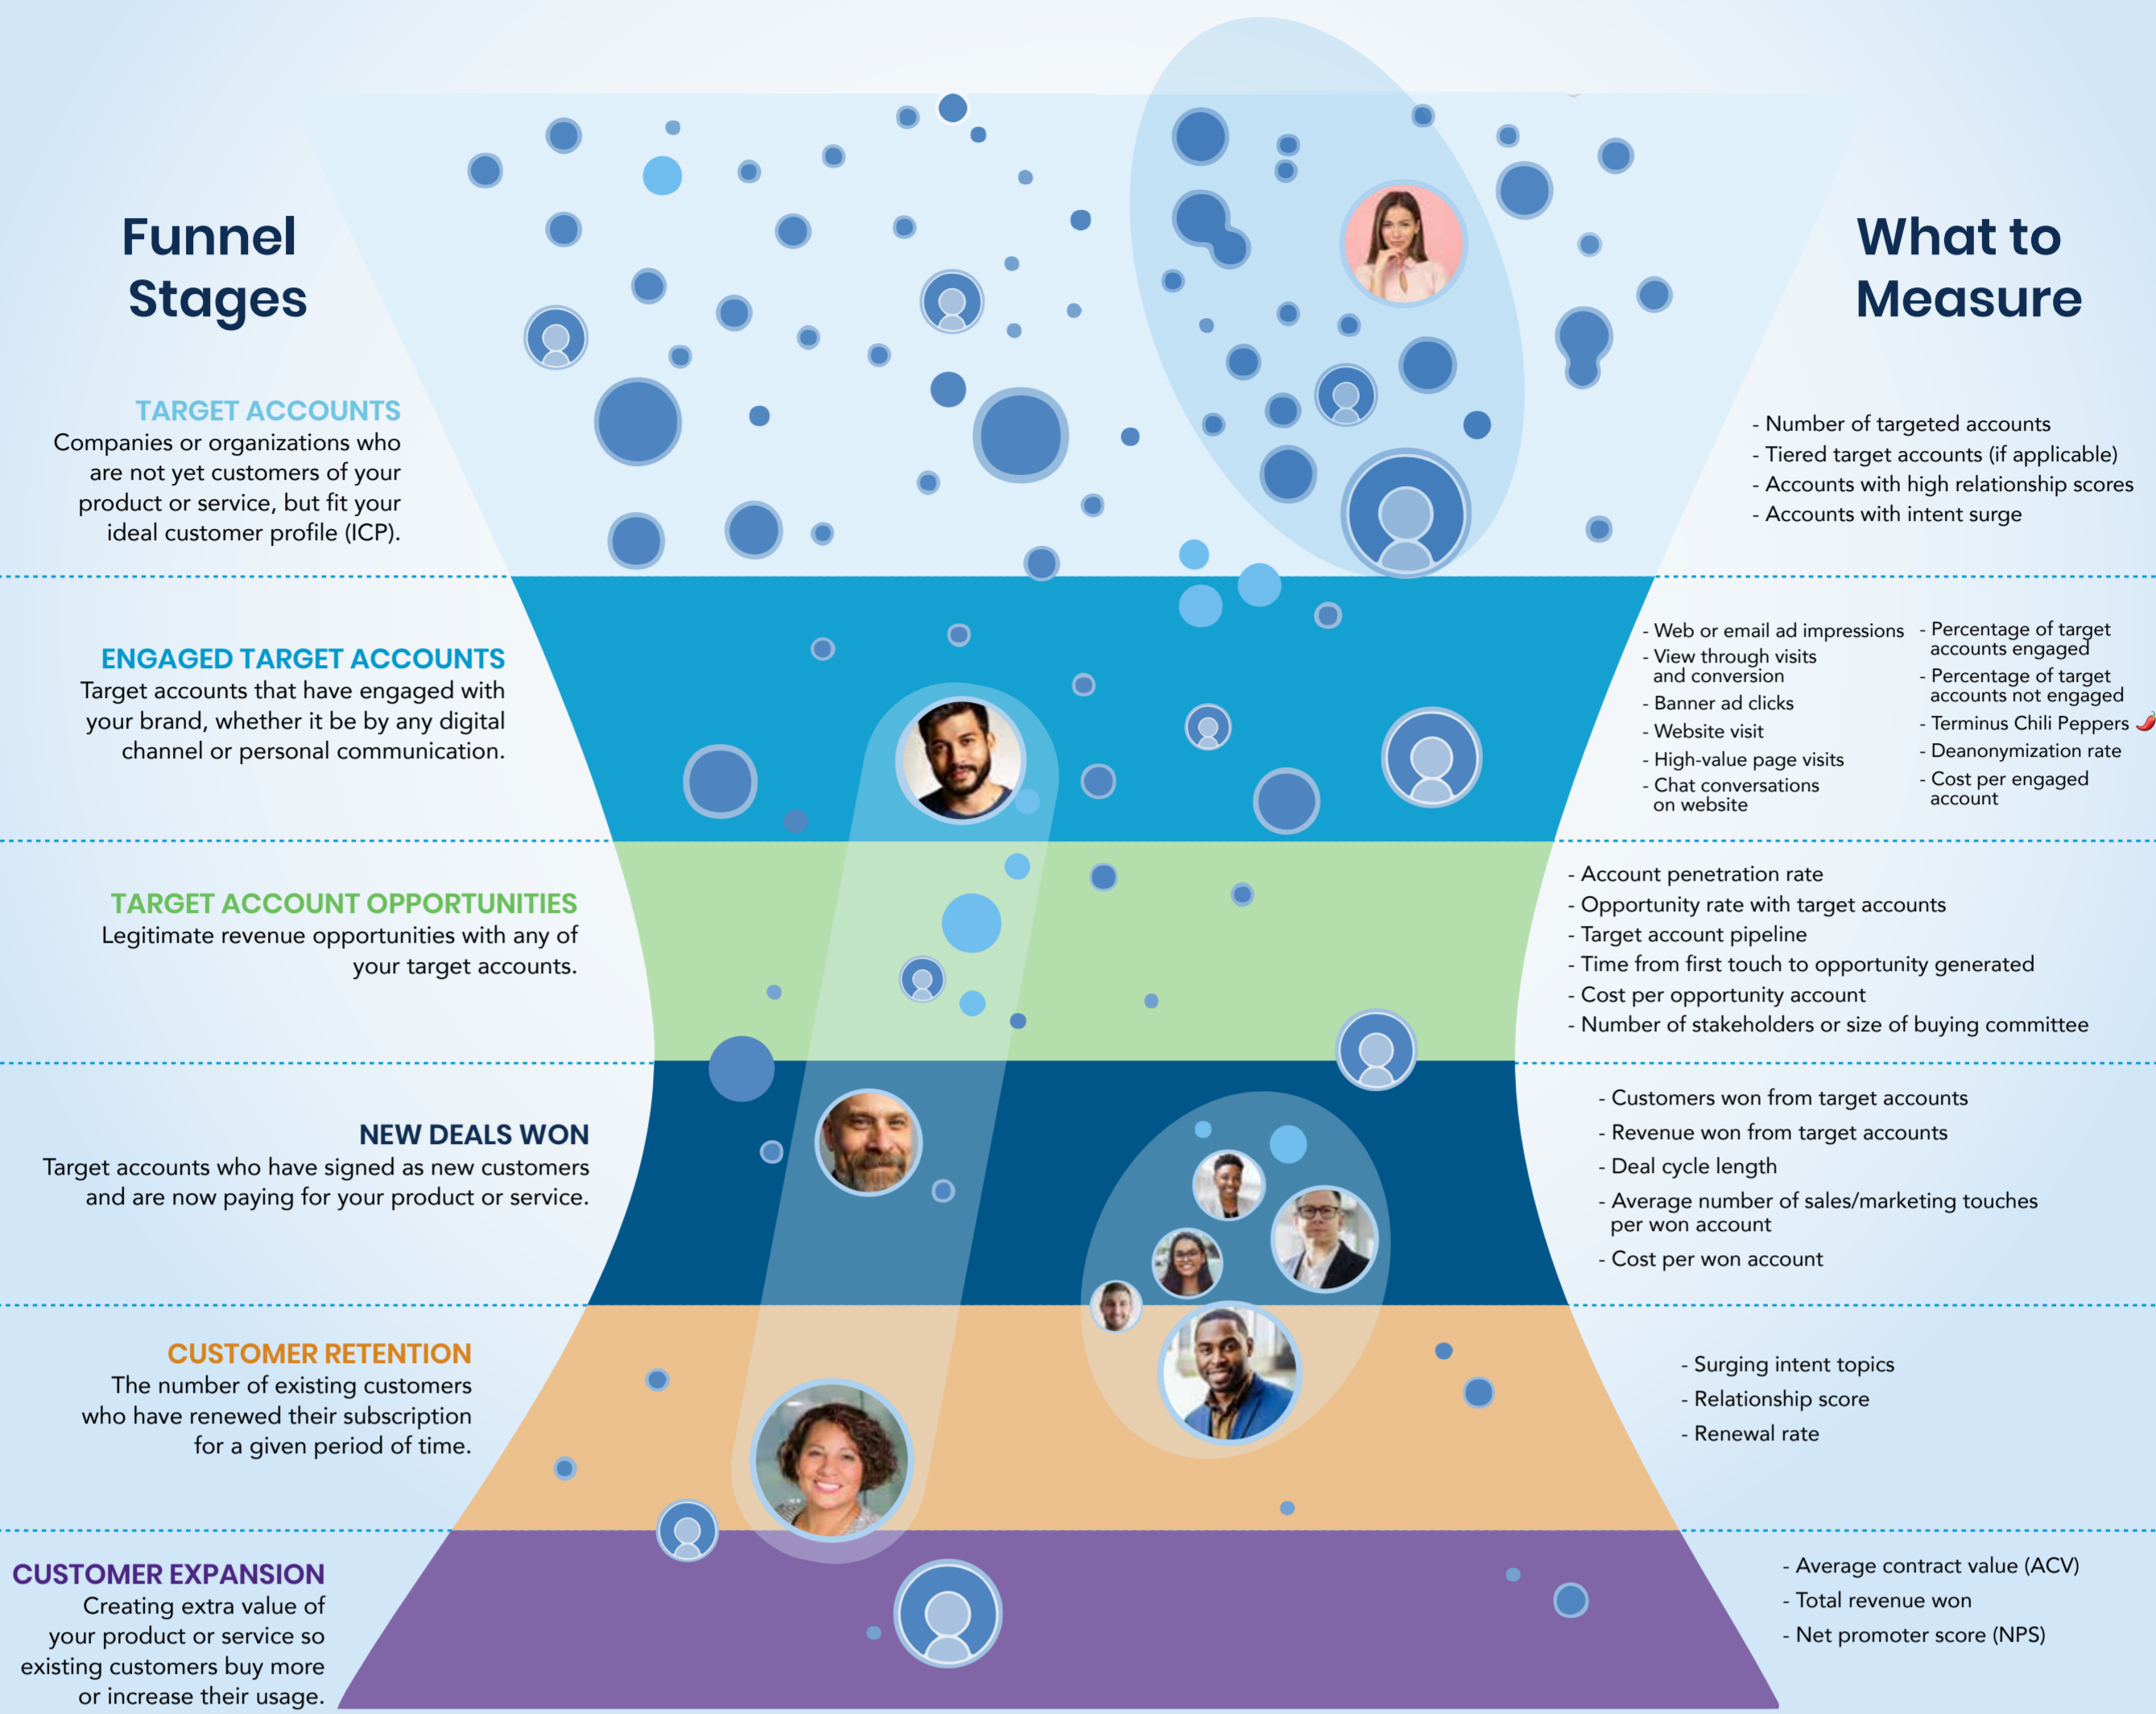 Funnel
Stages
What to
Measure
TARGET ACCOUNTS
Companies or organizations who
are not yet customers of your
product or service, but fit your
ideal customer profile (ICP).
- Number of targeted accounts
- Tiered target accounts (if applicable)
- Accounts with high relationship scores
- Accounts with intent surge
ENGAGED TARGET ACCOUNTS
Target accounts that have engaged with
your brand, whether it be by any digital
channel or personal communication.
- Web or email ad impressions
- View through visits
and conversion
- Banner ad clicks
- Website visit
- High-value page visits
- Chat conversations
on website
- Percentage of target
accounts engaged
- Percentage of target
accounts not engaged
- Terminus Chili Peppers 🌶️
- Deanonymization rate
- Cost per engaged
account
TARGET ACCOUNT OPPORTUNITIES
Legitimate revenue opportunities with any of
your target accounts.
- Account penetration rate
- Opportunity rate with target accounts
- Target account pipeline
- Time from first touch to opportunity generated
- Cost per opportunity account
- Number of stakeholders or size of buying committee
NEW DEALS WON
Target accounts who have signed as new customers
and are now paying for your product or service.
- Customers won from target accounts
- Revenue won from target accounts
- Deal cycle length
- Average number of sales/marketing touches
per won account
- Cost per won account
CUSTOMER RETENTION
The number of existing customers
who have renewed their subscription
for a given period of time.
- Surging intent topics
- Relationship score
- Renewal rate
CUSTOMER EXPANSION
Creating extra value of
your product or service so
existing customers buy more
or increase their usage.
- Average contract value (ACV)
- Total revenue won
- Net promoter score (NPS)